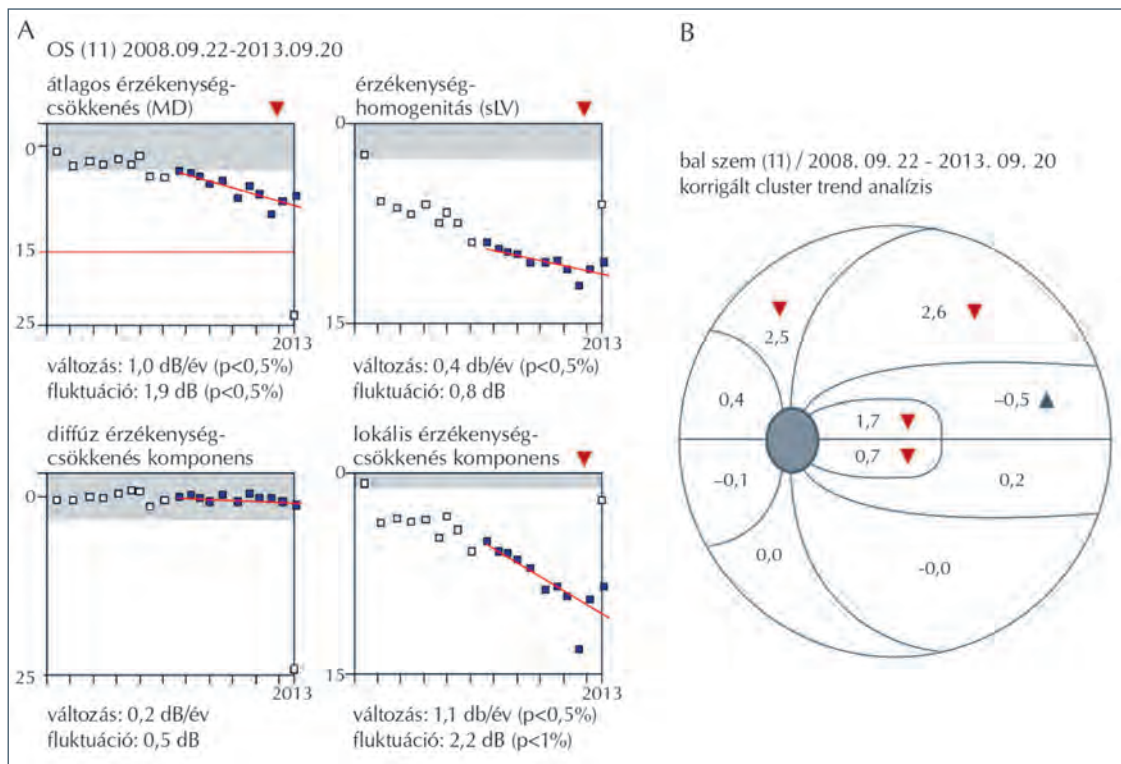 A
OS (11) 2008.09.22-2013.09.20
átlagos érzékenység-
csökkenés (MD)
0
15
25
2013
változás: 1,0 dB/év (p<0,5%)
fluktuáció: 1,9 dB (p<0,5%)
érzékenység-
homogenitás (sLV)
0
15
2013
változás: 0,4 db/év (p<0,5%)
fluktuáció: 0,8 dB
diffúz érzékenység-
csökkenés komponens
0
25
2013
változás: 0,2 dB/év
fluktuáció: 0,5 dB
lokális érzékenység-
csökkenés komponens
0
15
2013
változás: 1,1 db/év (p<0,5%)
fluktuáció: 2,2 dB (p<1%)
B
bal szem (11) / 2008. 09. 22 - 2013. 09. 20
korrigált cluster trend analízis
2,5
2,6
0,4
–0,5
1,7
0,7
–0,1
0,2
0,0
-0,0